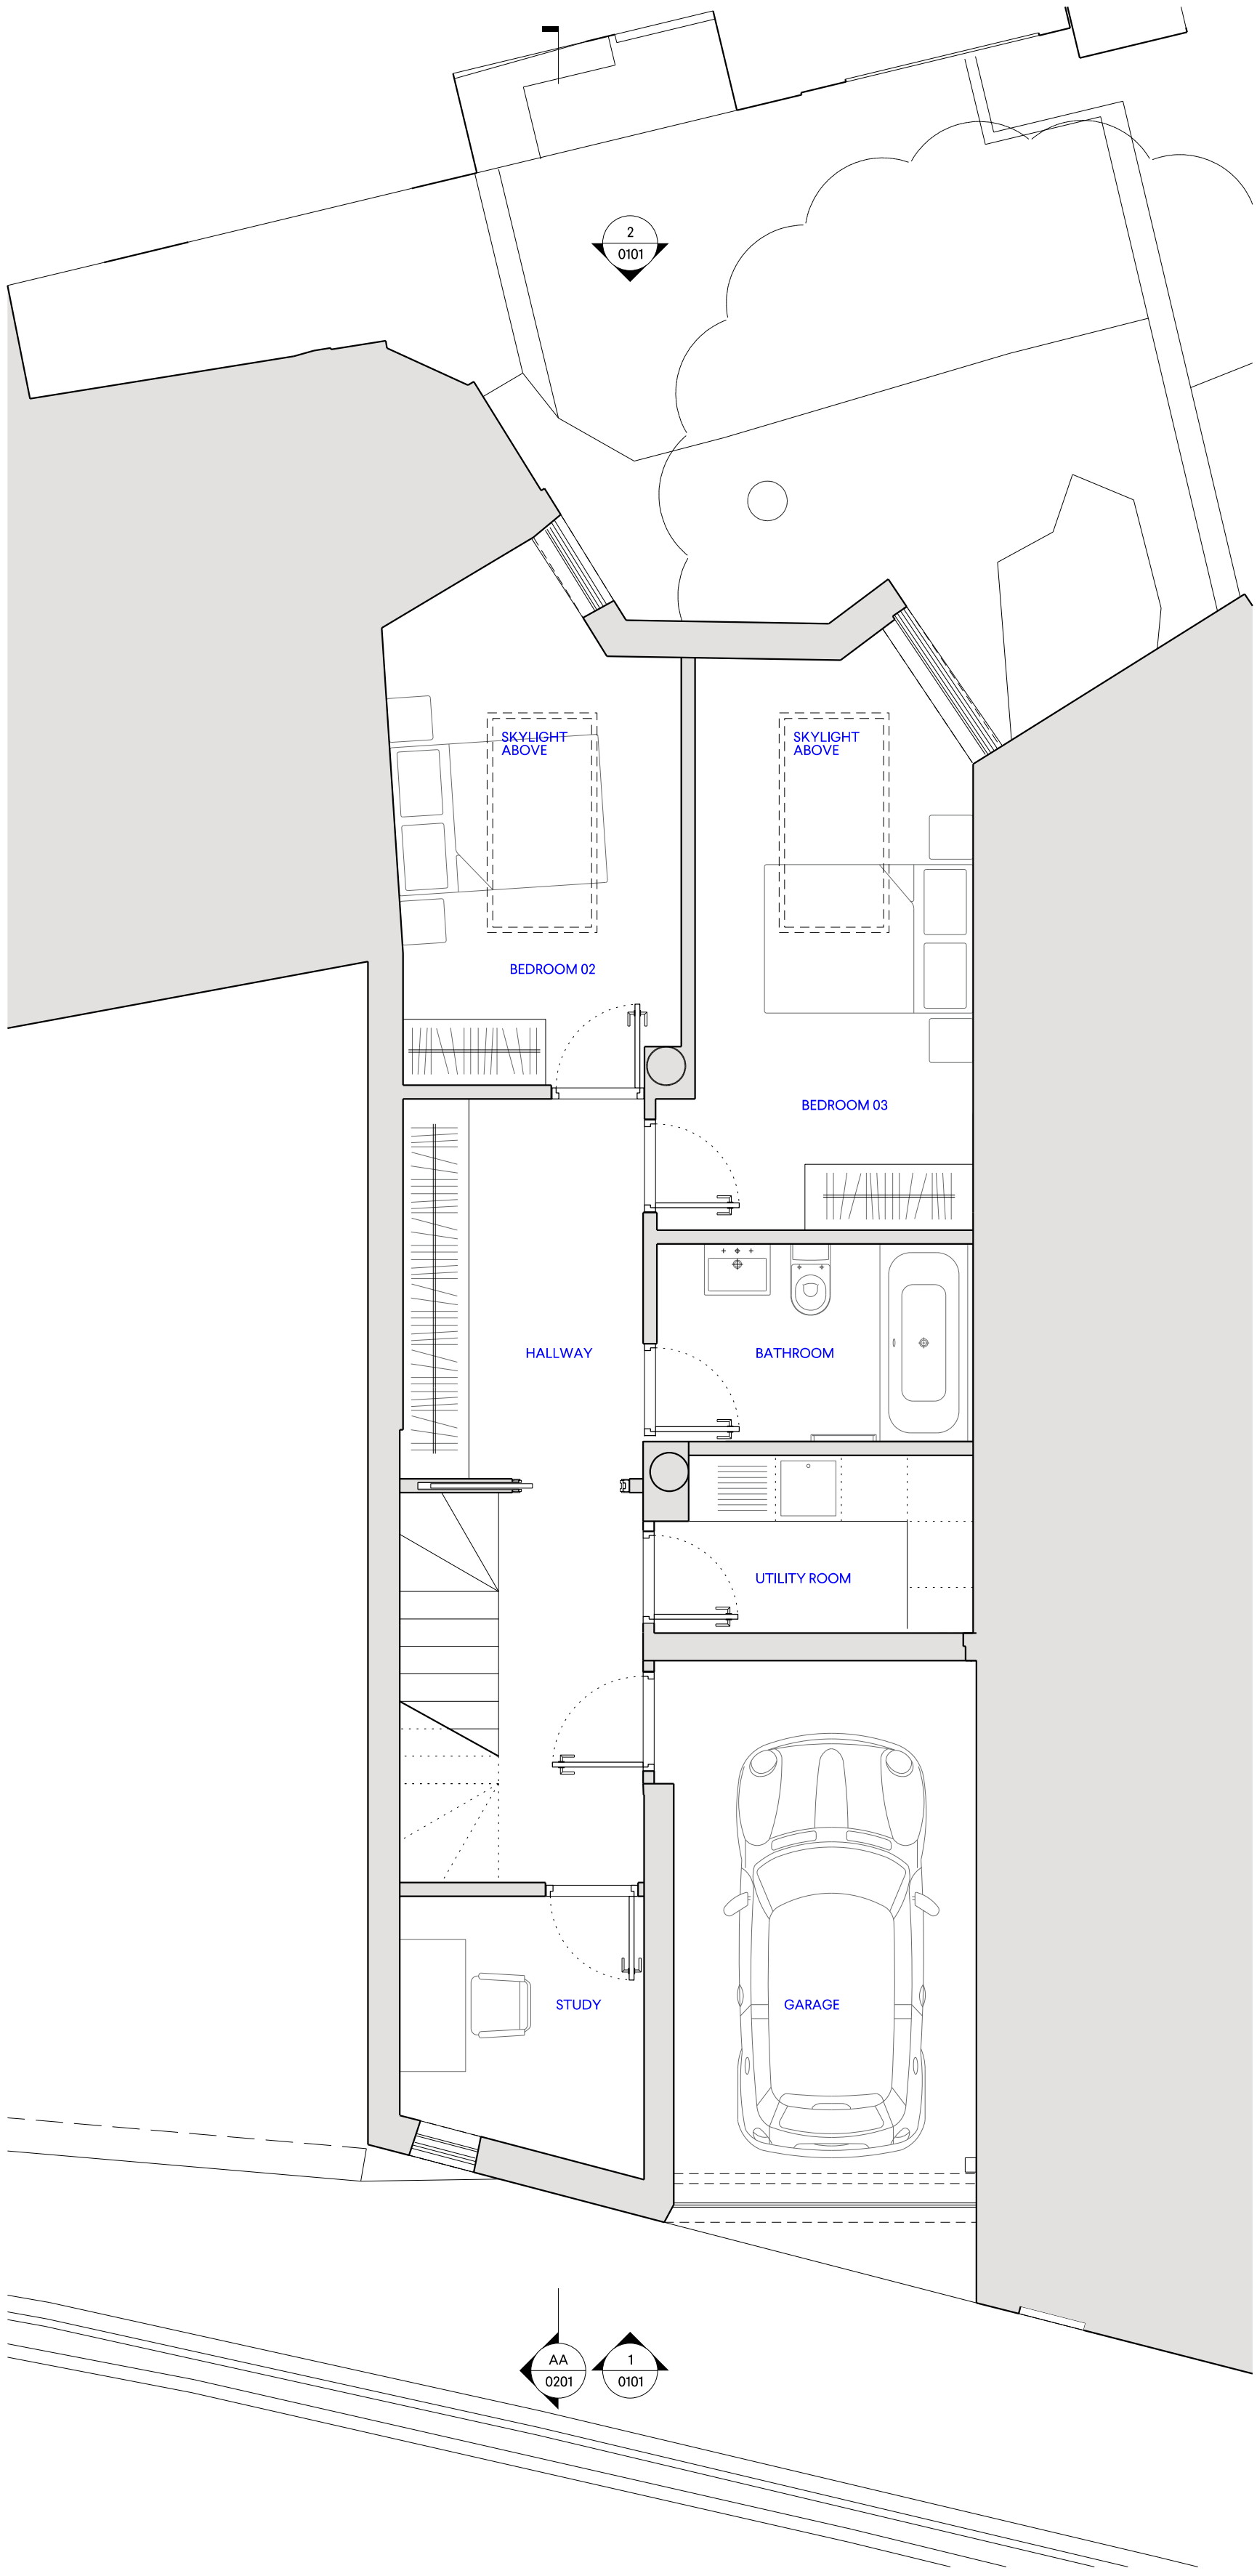 2
0101
SKYLIGHT
ABOVE
SKYLIGHT
ABOVE
BEDROOM 02
BEDROOM 03
HALLWAY
BATHROOM
UTILITY ROOM
STUDY
GARAGE
AA
0201
1
0101